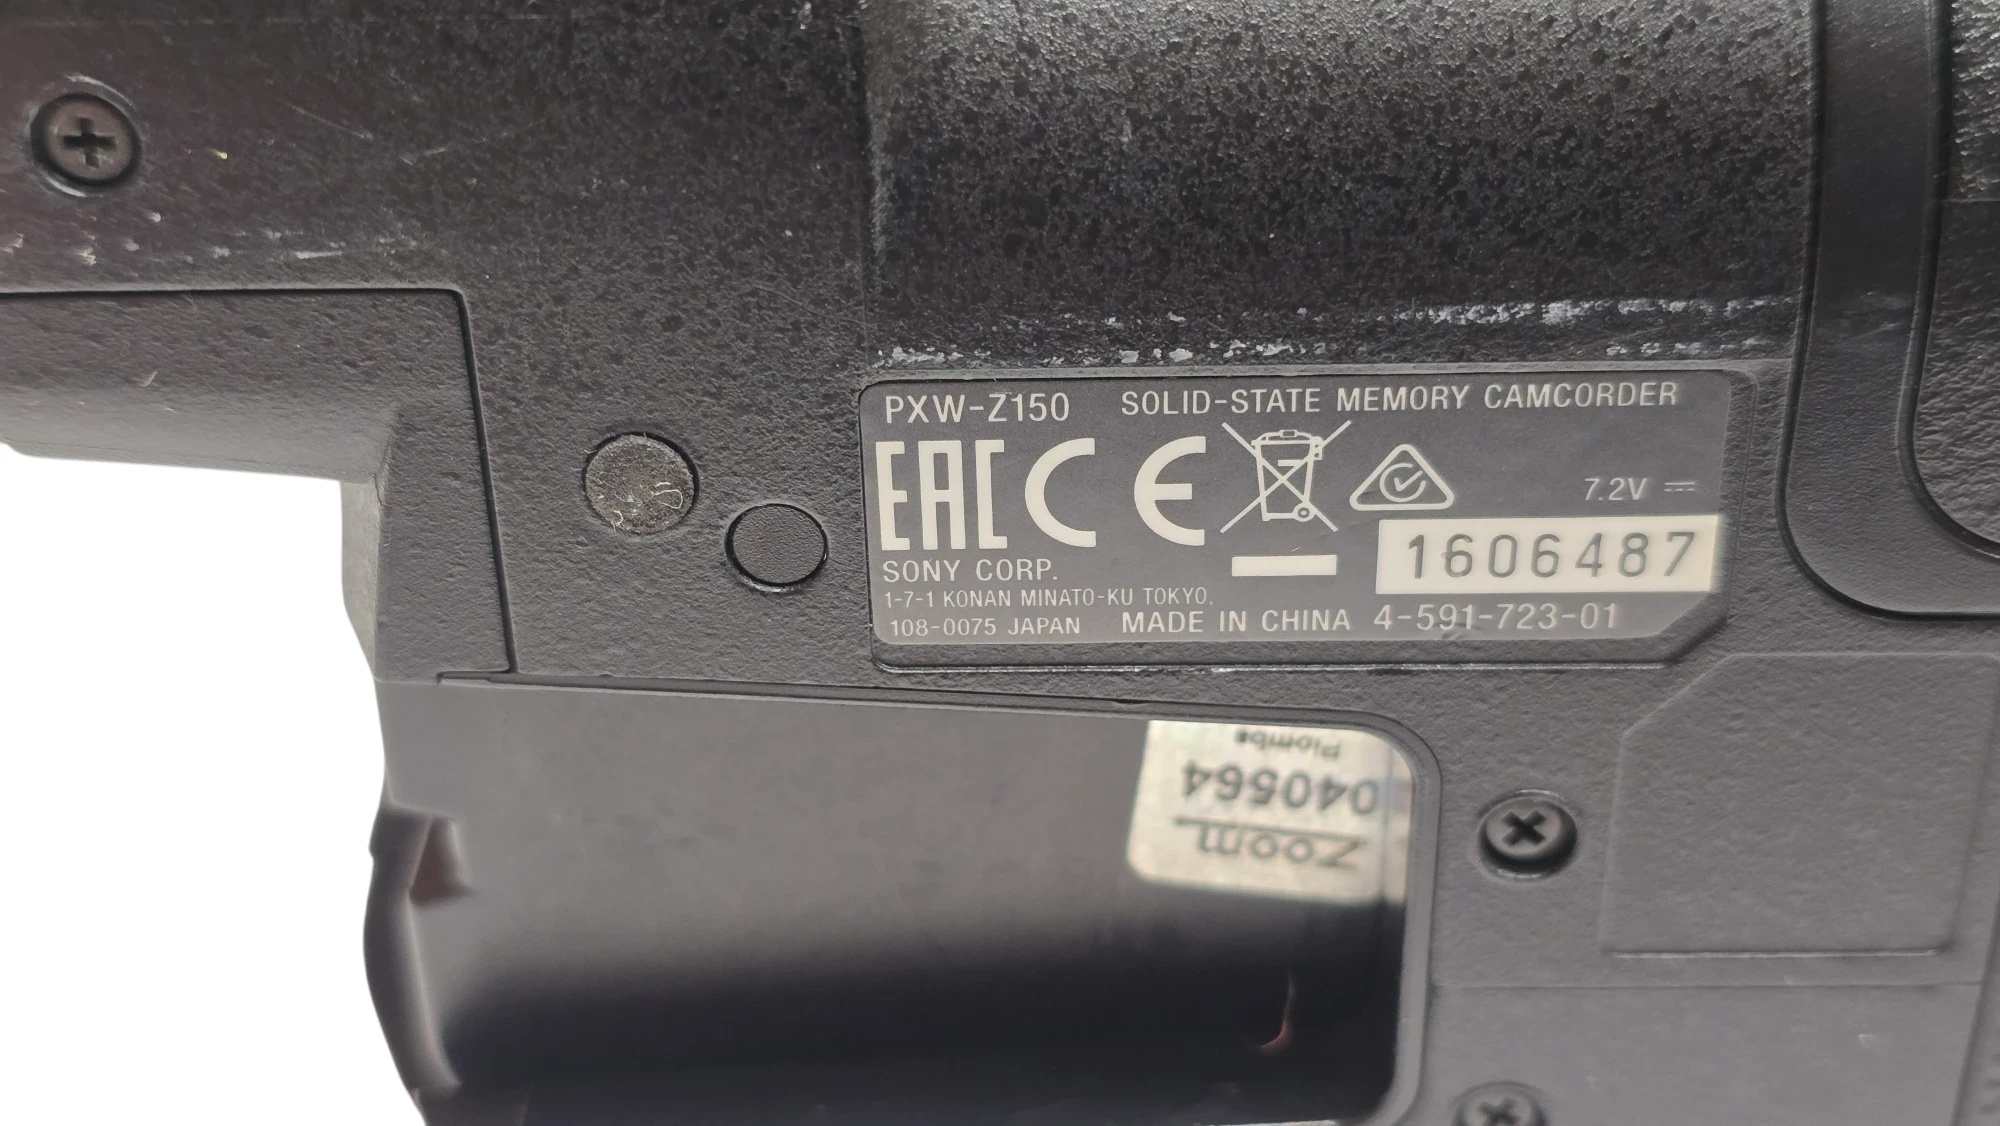 PXW-Z150 SOLID-STATE MEMORY CAMCORDER
EAC CE
7.2V ⎓
1606487
SONY CORP.
1-7-1 KONAN MINATO-KU TOKYO,
108-0075 JAPAN MADE IN CHINA 4-591-723-01
Zoom
040564
Plombe